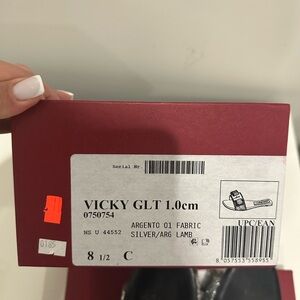 Serial Nr
VICKY GLT 1.0cm
0750754
ARGENTO 01 FABRIC
NS U 44552
SILVER/ARG LAMB
8 1/2 C
UPC/EAN
8 057553 558955